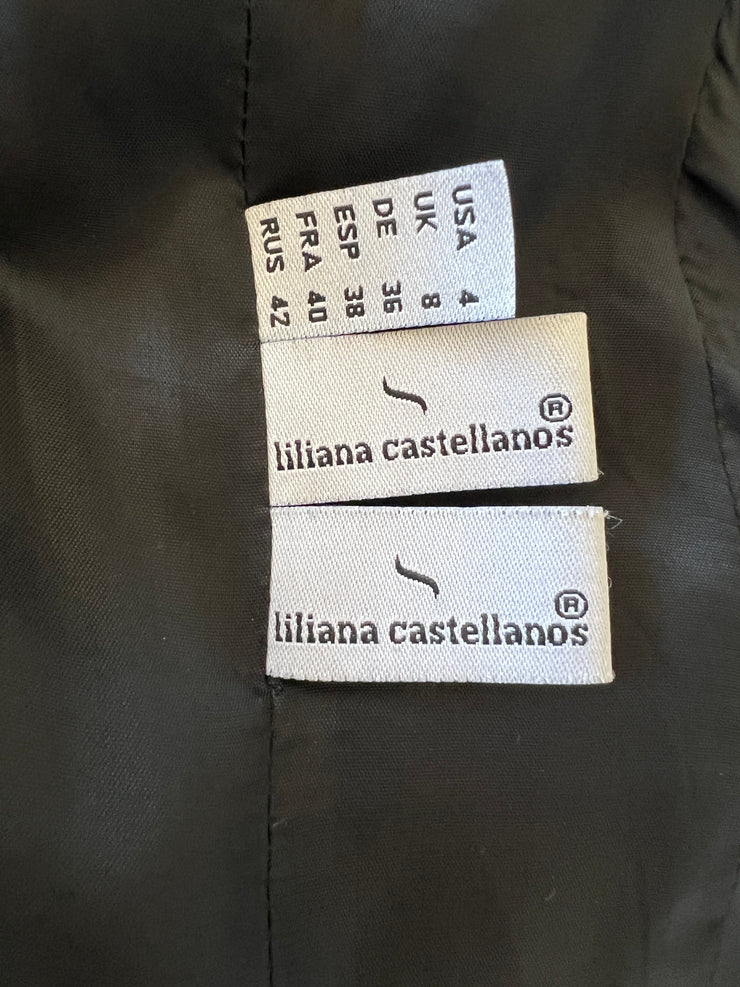 USA 4
UK 8
DE 36
ESP 38
FRA 40
RUS 42
liliana castellanos®
liliana castellanos®